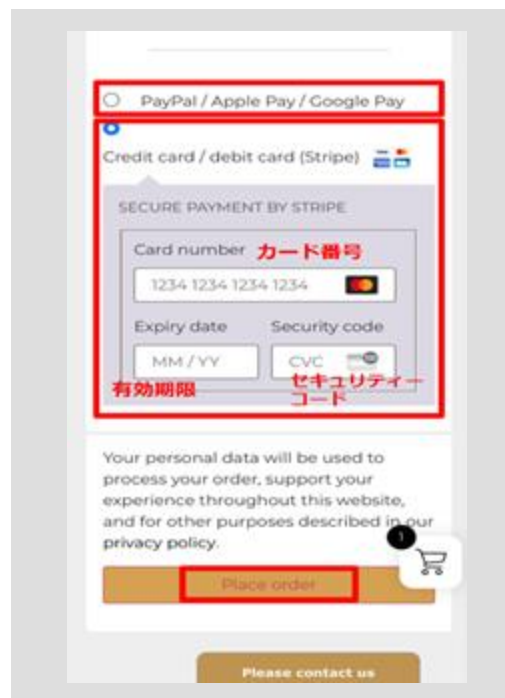 PayPal / Apple Pay / Google Pay
Credit card / debit card (Stripe)
SECURE PAYMENT BY STRIPE
Card number カード番号
1234 1234 1234 1234
Expiry date Security code
MM / YY CVC
有効期限 セキュリティー
コード
Your personal data will be used to
process your order, support your
experience throughout this website,
and for other purposes described in our
privacy policy.
1
Place order
Please contact us